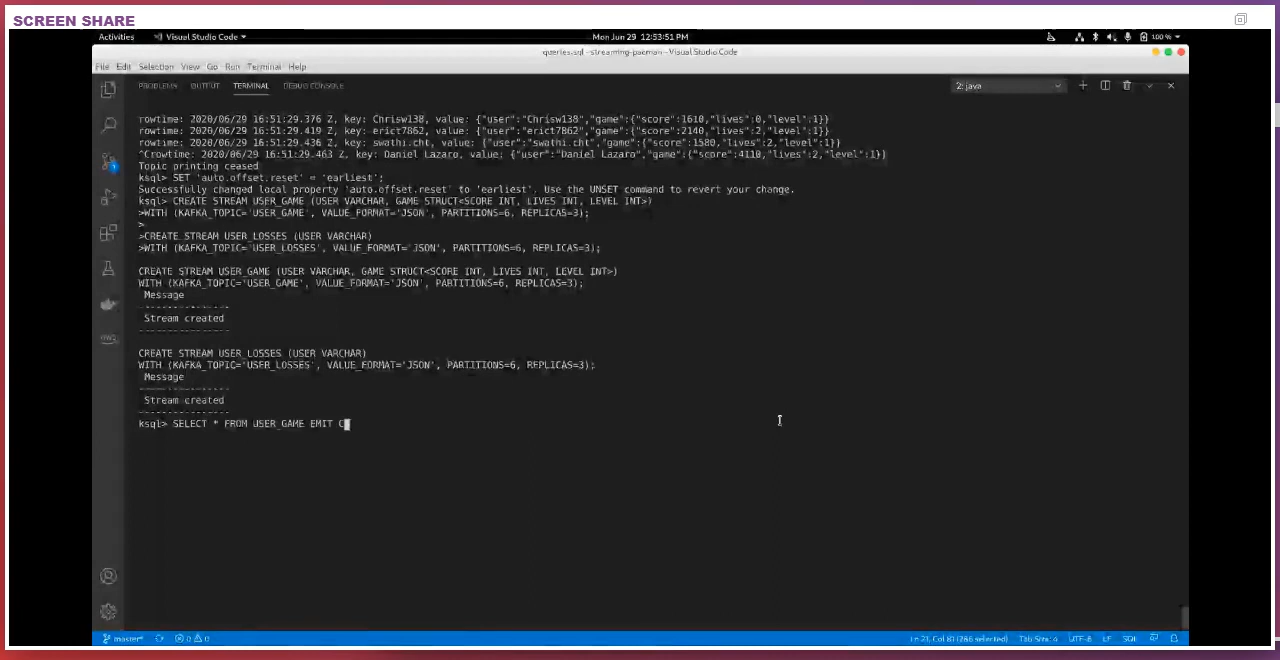 SCREEN SHARE
Activities Visual Studio Code Mon Jun 29 12:53:51 PM 100 %
queries.sql - streaming-pacman - Visual Studio Code
File Edit Selection View Go Run Terminal Help
PROBLEMS OUTPUT TERMINAL DEBUG CONSOLE 2: java
rowtime: 2020/06/29 16:51:29.376 Z, key: Chrisw138, value: {"user":"Chrisw138","game":{"score":1610,"lives":0,"level":1}}
rowtime: 2020/06/29 16:51:29.419 Z, key: erict7862, value: {"user":"erict7862","game":{"score":2140,"lives":2,"level":1}}
rowtime: 2020/06/29 16:51:29.436 Z, key: swathi.cht, value: {"user":"swathi.cht","game":{"score":1580,"lives":2,"level":1}}
^Crowtime: 2020/06/29 16:51:29.463 Z, key: Daniel Lazaro, value: {"user":"Daniel Lazaro","game":{"score":4110,"lives":2,"level":1}}
Topic printing ceased
ksql> SET 'auto.offset.reset' = 'earliest';
Successfully changed local property 'auto.offset.reset' to 'earliest'. Use the UNSET command to revert your change.
ksql> CREATE STREAM USER_GAME (USER VARCHAR, GAME STRUCT<SCORE INT, LIVES INT, LEVEL INT>)
>WITH (KAFKA_TOPIC='USER_GAME', VALUE_FORMAT='JSON', PARTITIONS=6, REPLICAS=3);
>
>CREATE STREAM USER_LOSSES (USER VARCHAR)
>WITH (KAFKA_TOPIC='USER_LOSSES', VALUE_FORMAT='JSON', PARTITIONS=6, REPLICAS=3);
CREATE STREAM USER_GAME (USER VARCHAR, GAME STRUCT<SCORE INT, LIVES INT, LEVEL INT>)
WITH (KAFKA_TOPIC='USER_GAME', VALUE_FORMAT='JSON', PARTITIONS=6, REPLICAS=3);
Message
----------------
Stream created
----------------
CREATE STREAM USER_LOSSES (USER VARCHAR)
WITH (KAFKA_TOPIC='USER_LOSSES', VALUE_FORMAT='JSON', PARTITIONS=6, REPLICAS=3);
Message
----------------
Stream created
----------------
ksql> SELECT * FROM USER_GAME EMIT C
aws
master* 0 0 Ln 21, Col 81 (266 selected) Tab Size: 4 UTF-8 LF SQL